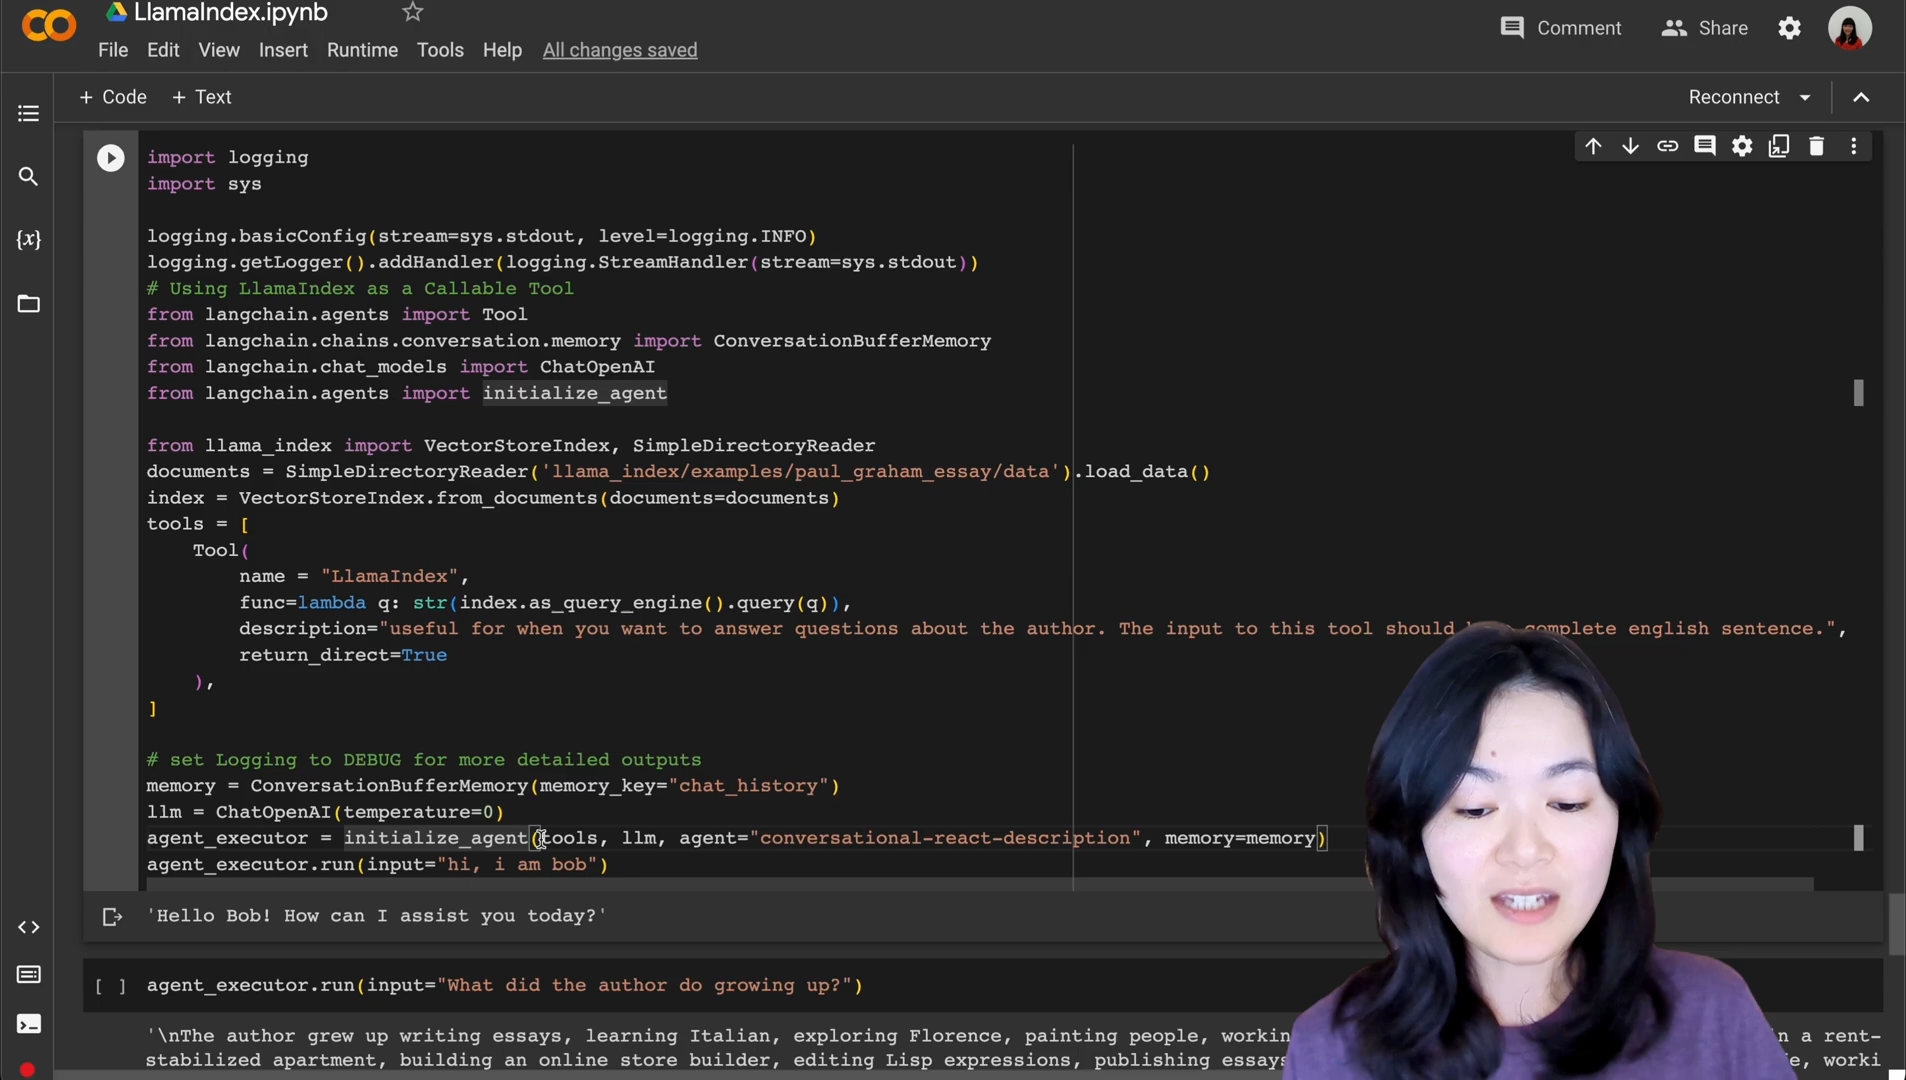 LlamaIndex.ipynb
File Edit View Insert Runtime Tools Help All changes saved
Comment Share
+ Code + Text
Reconnect
import logging
import sys
logging.basicConfig(stream=sys.stdout, level=logging.INFO)
logging.getLogger().addHandler(logging.StreamHandler(stream=sys.stdout))
# Using LlamaIndex as a Callable Tool
from langchain.agents import Tool
from langchain.chains.conversation.memory import ConversationBufferMemory
from langchain.chat_models import ChatOpenAI
from langchain.agents import initialize_agent
from llama_index import VectorStoreIndex, SimpleDirectoryReader
documents = SimpleDirectoryReader('llama_index/examples/paul_graham_essay/data').load_data()
index = VectorStoreIndex.from_documents(documents=documents)
tools = [
Tool(
name = "LlamaIndex",
func=lambda q: str(index.as_query_engine().query(q)),
description="useful for when you want to answer questions about the author. The input to this tool should complete english sentence.",
return_direct=True
),
]
# set Logging to DEBUG for more detailed outputs
memory = ConversationBufferMemory(memory_key="chat_history")
llm = ChatOpenAI(temperature=0)
agent_executor = initialize_agent(tools, llm, agent="conversational-react-description", memory=memory)
agent_executor.run(input="hi, i am bob")
'Hello Bob! How can I assist you today?'
[ ] agent_executor.run(input="What did the author do growing up?")
'\nThe author grew up writing essays, learning Italian, exploring Florence, painting people, in a rent-
stabilized apartment, building an online store builder, editing Lisp expressions, publishing